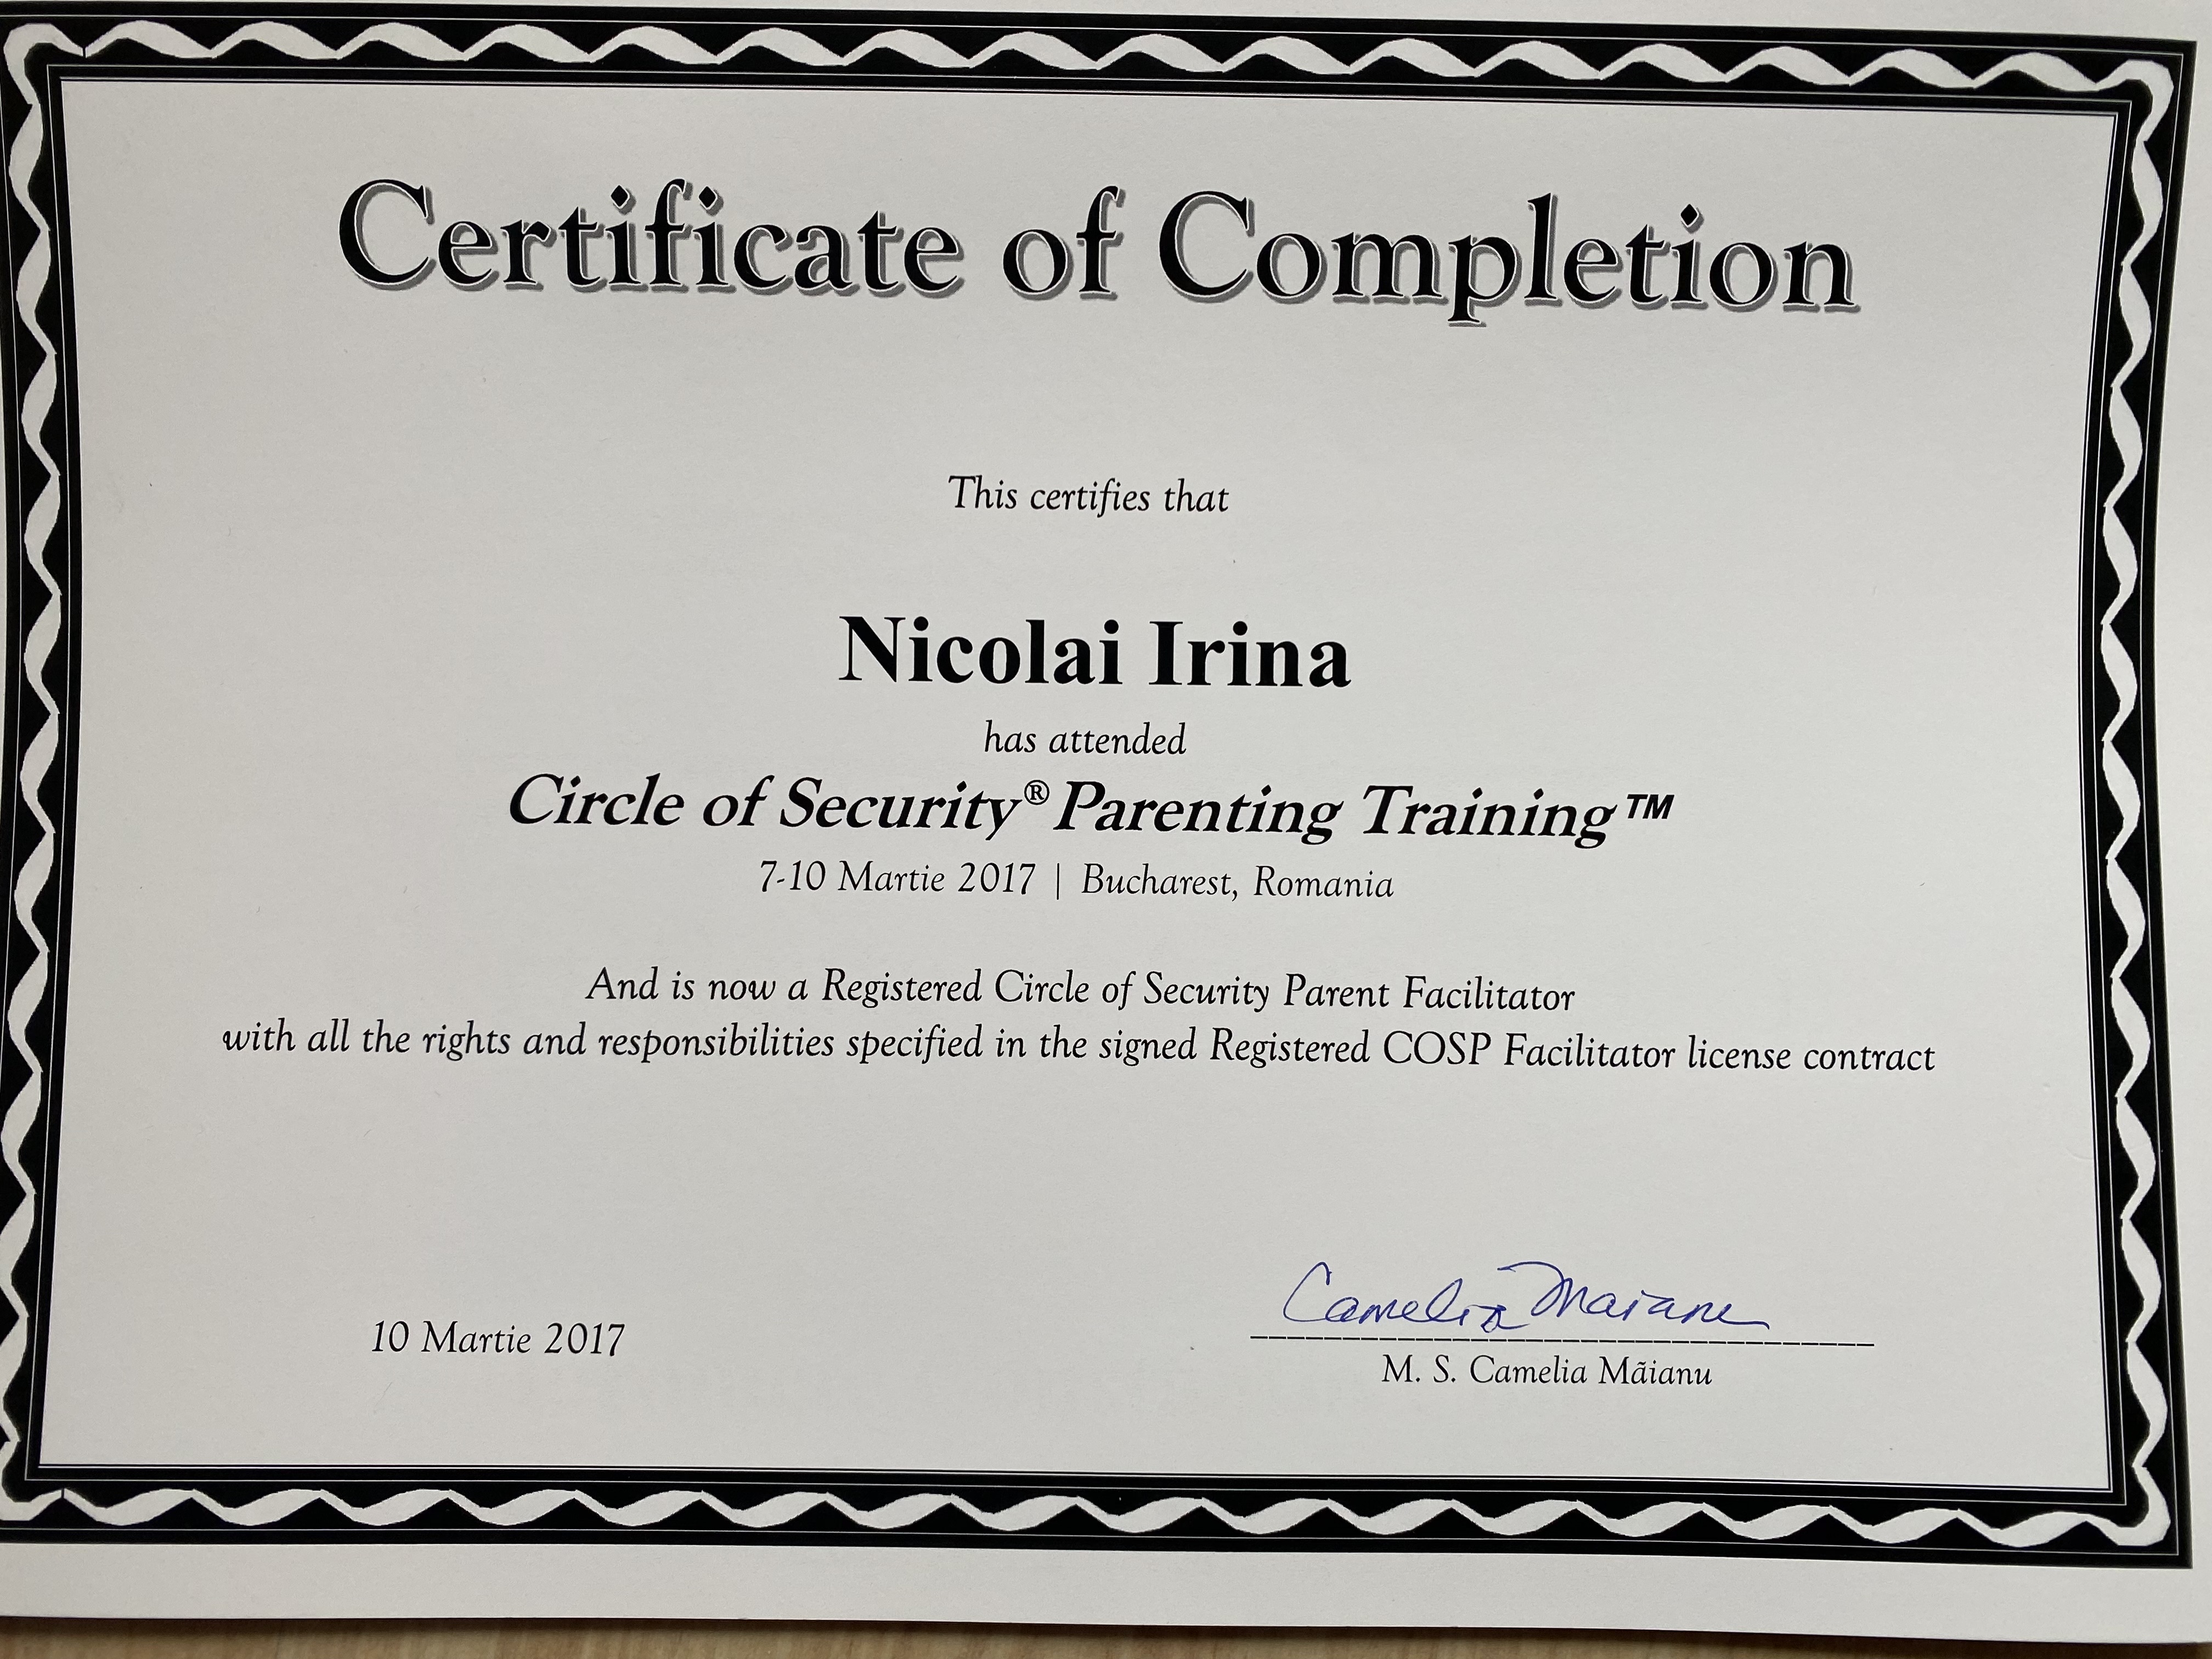 Certificate of Completion
This certifies that
Nicolai Irina
has attended
Circle of Security® Parenting Training™
7-10 Martie 2017 | Bucharest, Romania
And is now a Registered Circle of Security Parent Facilitator
with all the rights and responsibilities specified in the signed Registered COSP Facilitator license contract
Camelia Maianu
10 Martie 2017
M. S. Camelia Măianu